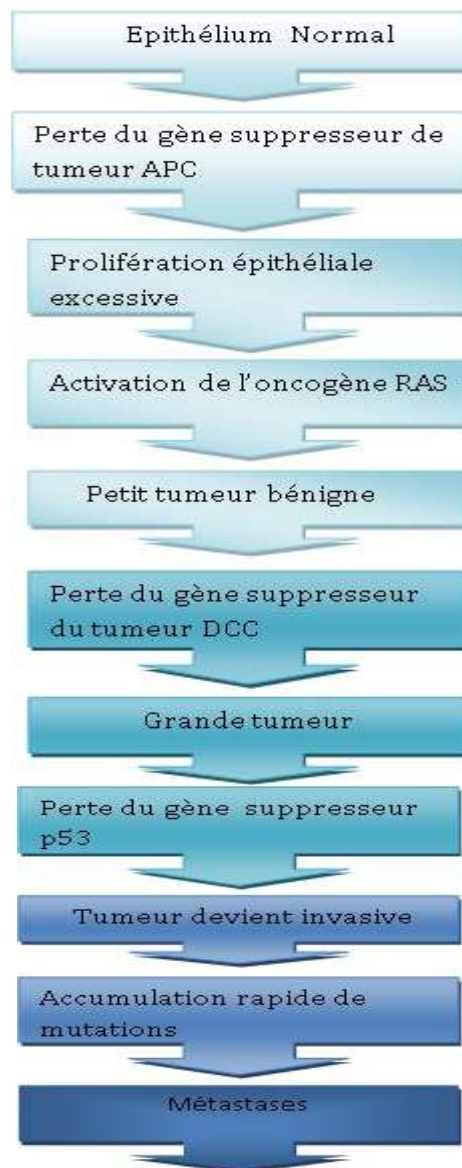 Epithélium Normal
Perte du gène suppresseur de
tumeur APC
Prolifération épithéliale
excessive
Activation de l'oncogène RAS
Petit tumeur bénigne
Perte du gène suppresseur
du tumeur DCC
Grande tumeur
Perte du gène suppresseur
p53
Tumeur devient invasive
Accumulation rapide de
mutations
Métastases